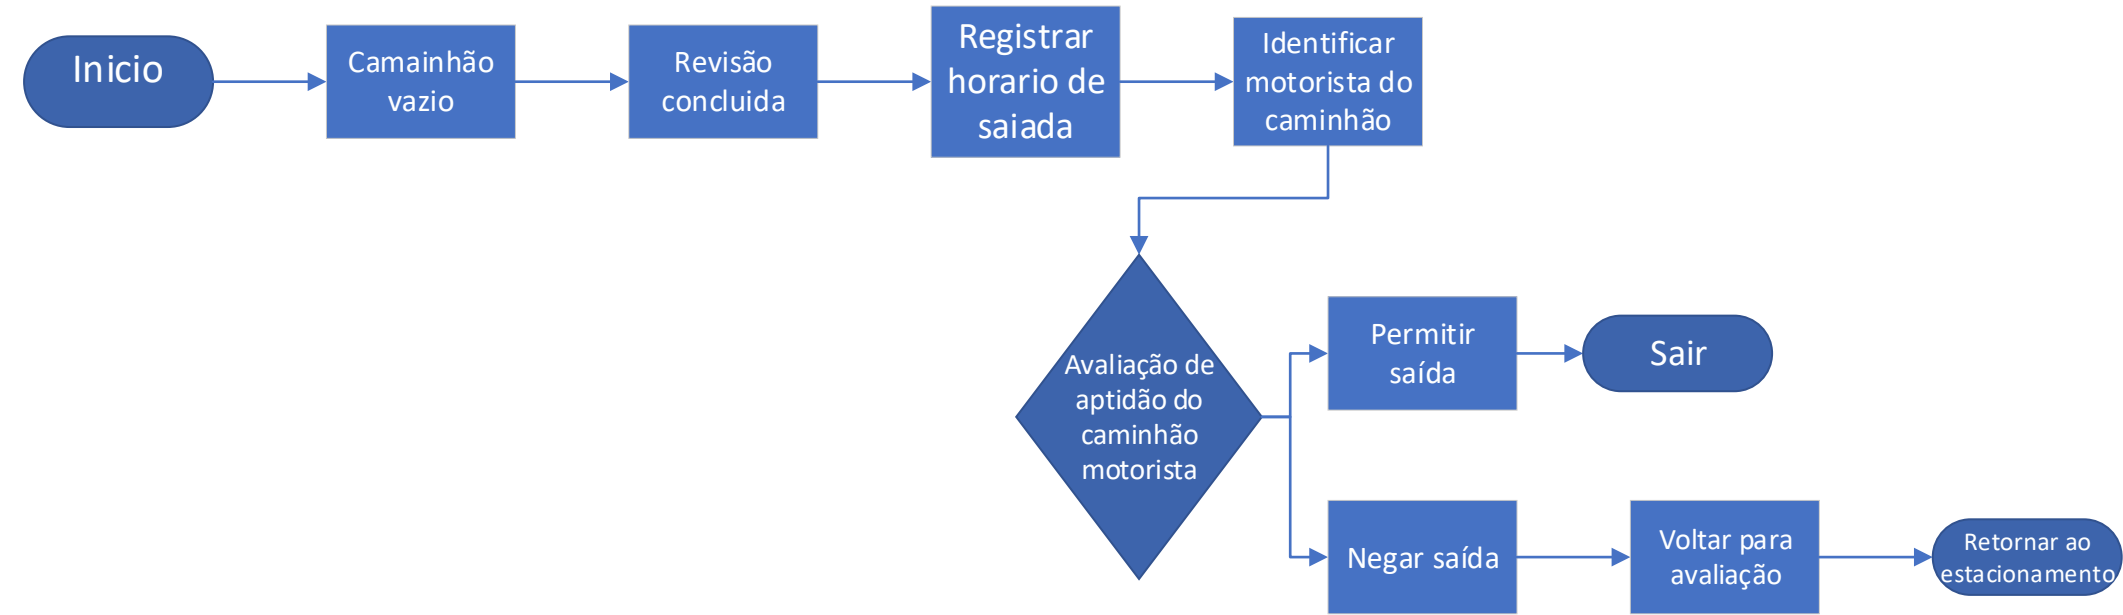 Inicio
Camainhão
vazio
Revisão
concluida
Registrar
horario de
saiada
Identificar
motorista do
caminhão
Avaliação de
aptidão do
caminhão
motorista
Permitir
saída
Sair
Negar saída
Voltar para
avaliação
Retornar ao
estacionamento